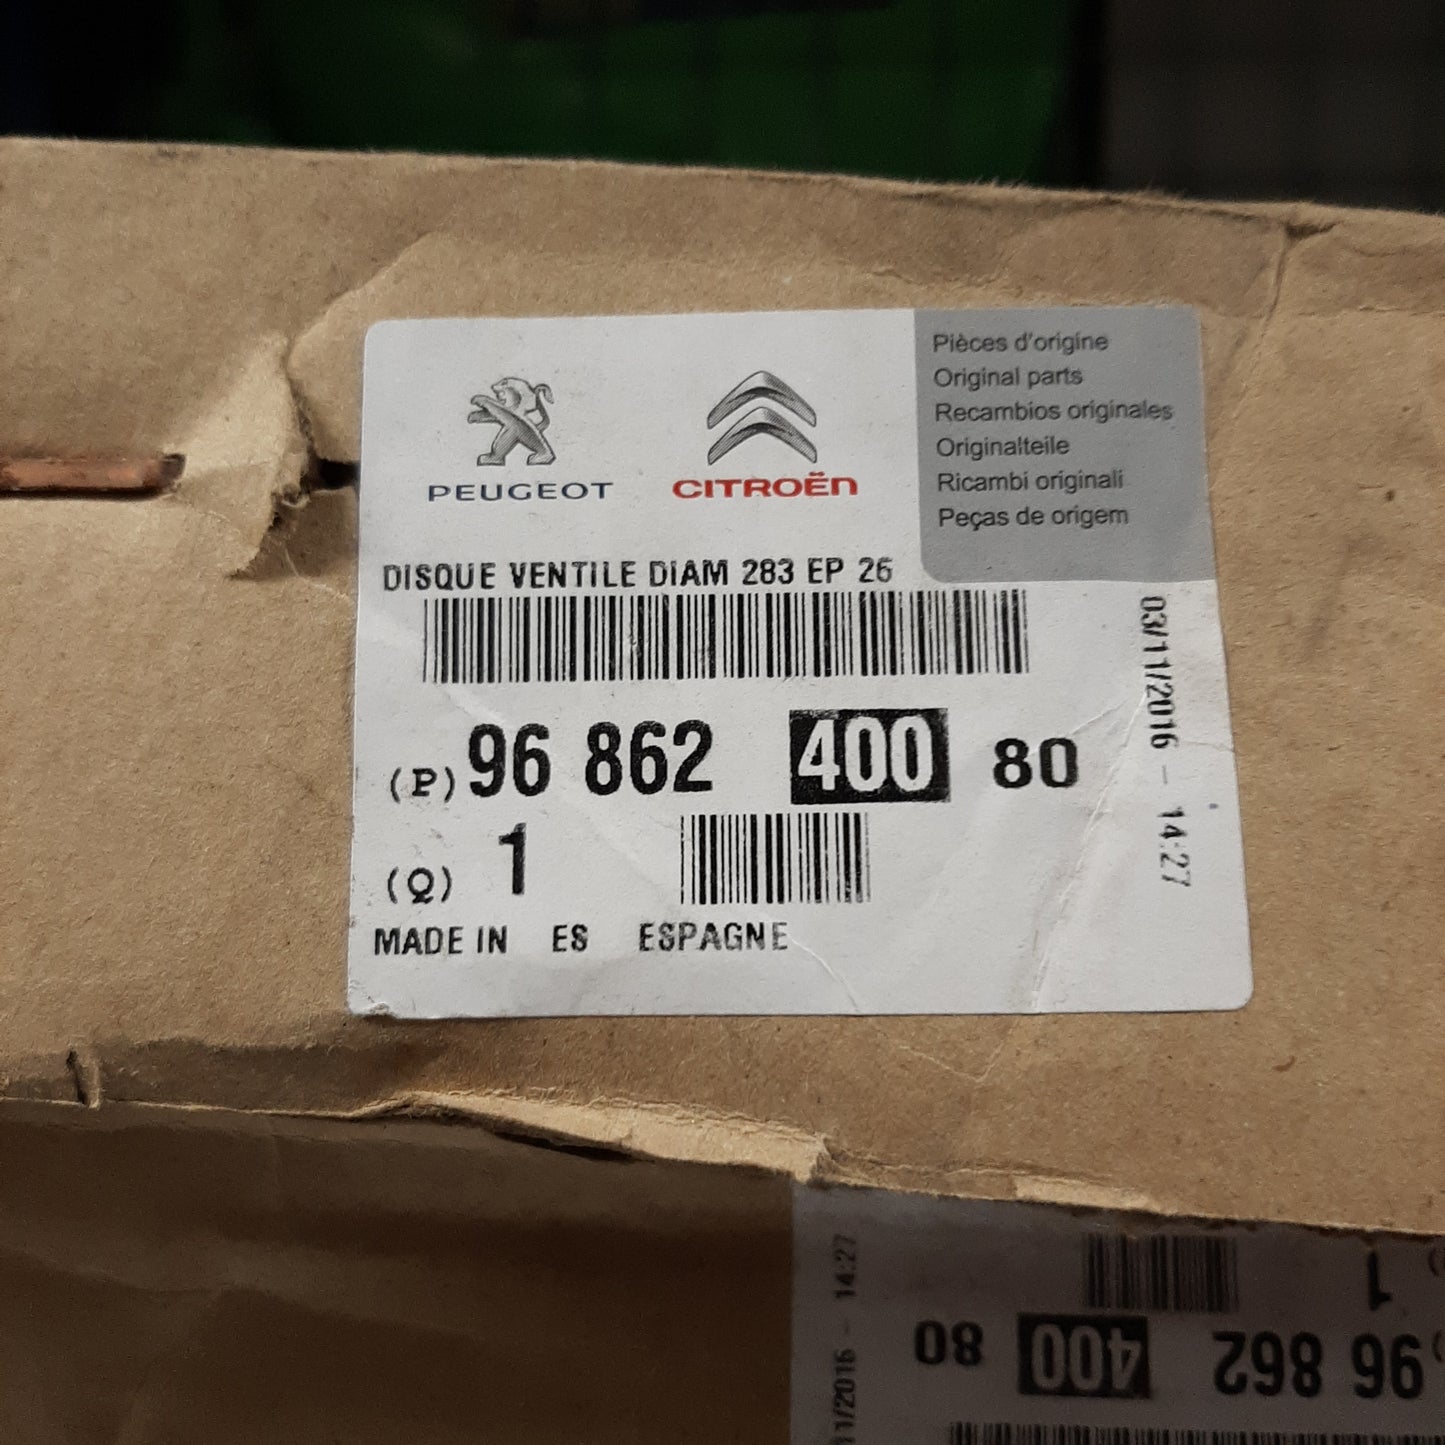 PEUGEOT
CITROËN
Pièces d'origine
Original parts
Recambios originales
Originalteile
Ricambi originali
Peças de origem
DISQUE VENTILE DIAM 283 EP 26
(P) 96 862 400 80
(Q) 1
MADE IN ES ESPAGNE
03/11/2016 - 14:27
11/2016 - 14:27
1
96 862 400 80